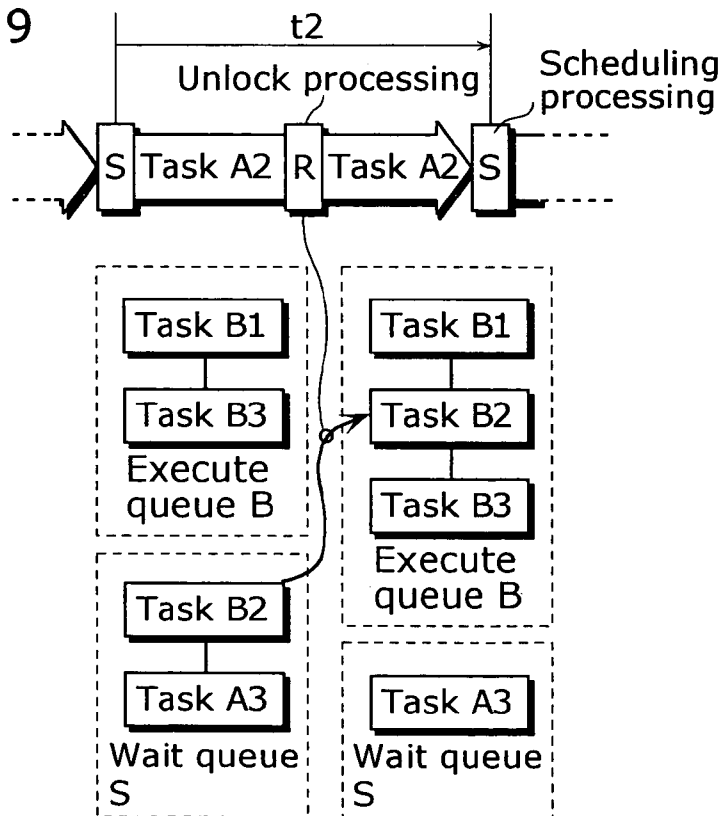 9
t2
Unlock processing
Scheduling
processing
S
Task A2
R
Task A2
S
Task B1
Task B3
Execute
queue B
Task B2
Task A3
Wait queue
S
Task B1
Task B2
Task B3
Execute
queue B
Task A3
Wait queue
S